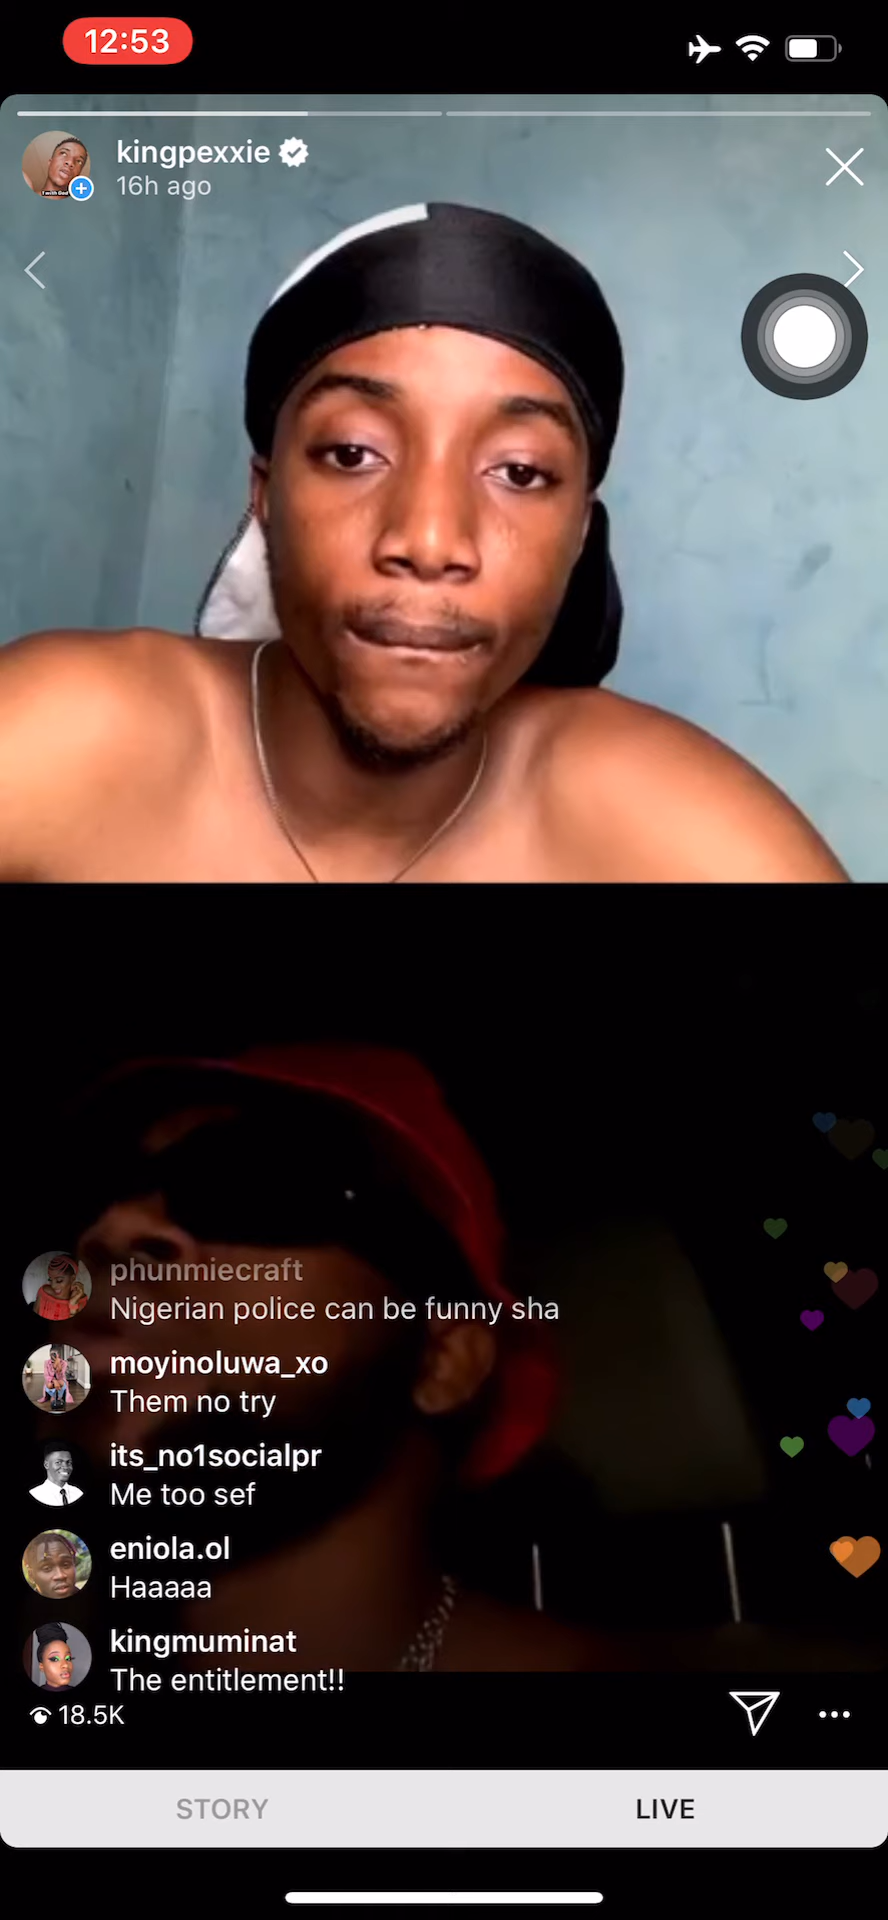 12:53
kingpexxie
16h ago
phunmiecraft
Nigerian police can be funny sha
moyinoluwa_xo
Them no try
its_no1socialpr
Me too sef
eniola.ol
Haaaaa
kingmuminat
The entitlement!!
18.5K
STORY
LIVE